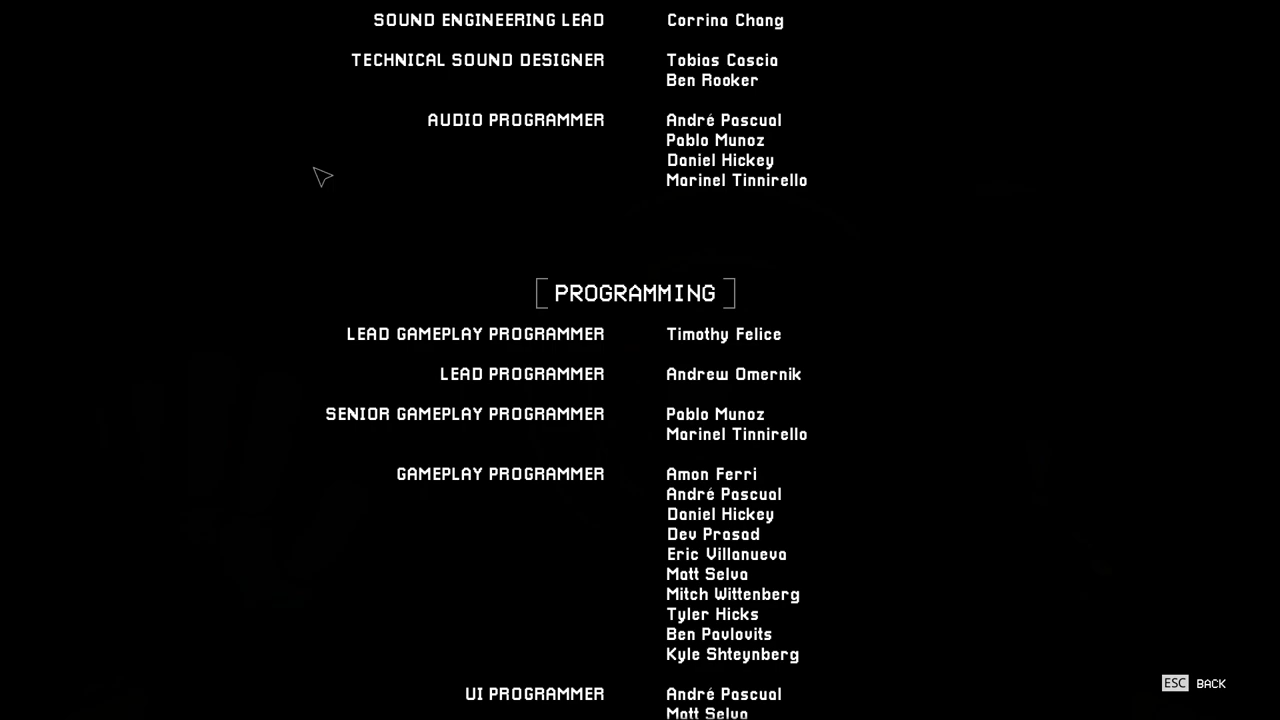 SOUND ENGINEERING LEAD Corrina Chang
TECHNICAL SOUND DESIGNER Tobias Cascia
Ben Rooker
AUDIO PROGRAMMER André Pascual
Pablo Munoz
Daniel Hickey
Marinel Tinnirello
PROGRAMMING
LEAD GAMEPLAY PROGRAMMER Timothy Felice
LEAD PROGRAMMER Andrew Omernik
SENIOR GAMEPLAY PROGRAMMER Pablo Munoz
Marinel Tinnirello
GAMEPLAY PROGRAMMER Amon Ferri
André Pascual
Daniel Hickey
Dev Prasad
Eric Villanueva
Matt Selva
Mitch Wittenberg
Tyler Hicks
Ben Pavlovits
Kyle Shteynberg
UI PROGRAMMER André Pascual
Matt Selva
ESC BACK